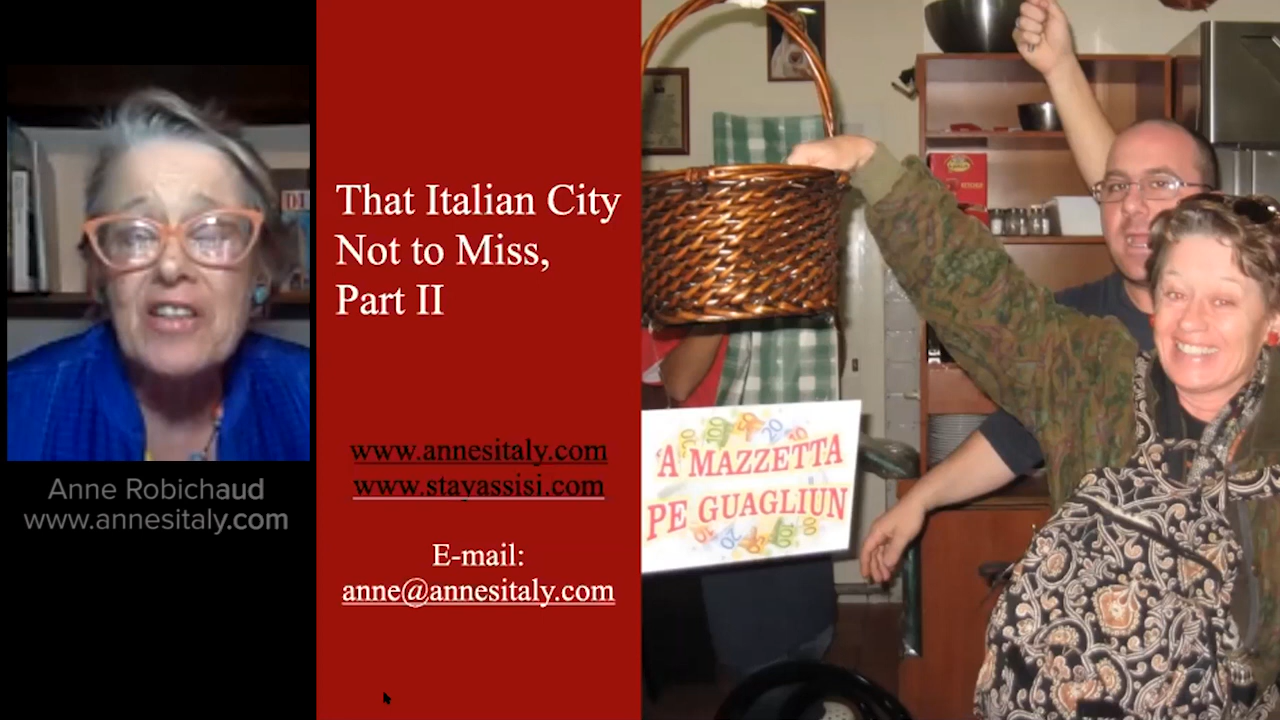 Anne Robichaud
www.annesitaly.com
That Italian City
Not to Miss,
Part II
www.annesitaly.com
www.stayassisi.com
E-mail:
anne@annesitaly.com
'A MAZZETTA
PE GUAGLIUN